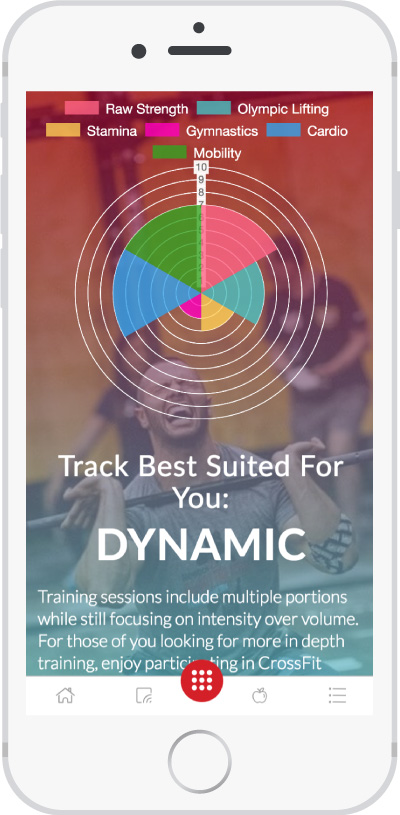 Raw Strength Olympic Lifting
Stamina Gymnastics Cardio
Mobility
10
9
8
7
Track Best Suited For
You:
DYNAMIC
Training sessions include multiple portions
while still focusing on intensity over volume.
For those of you looking for more in depth
training, enjoy participating in CrossFit